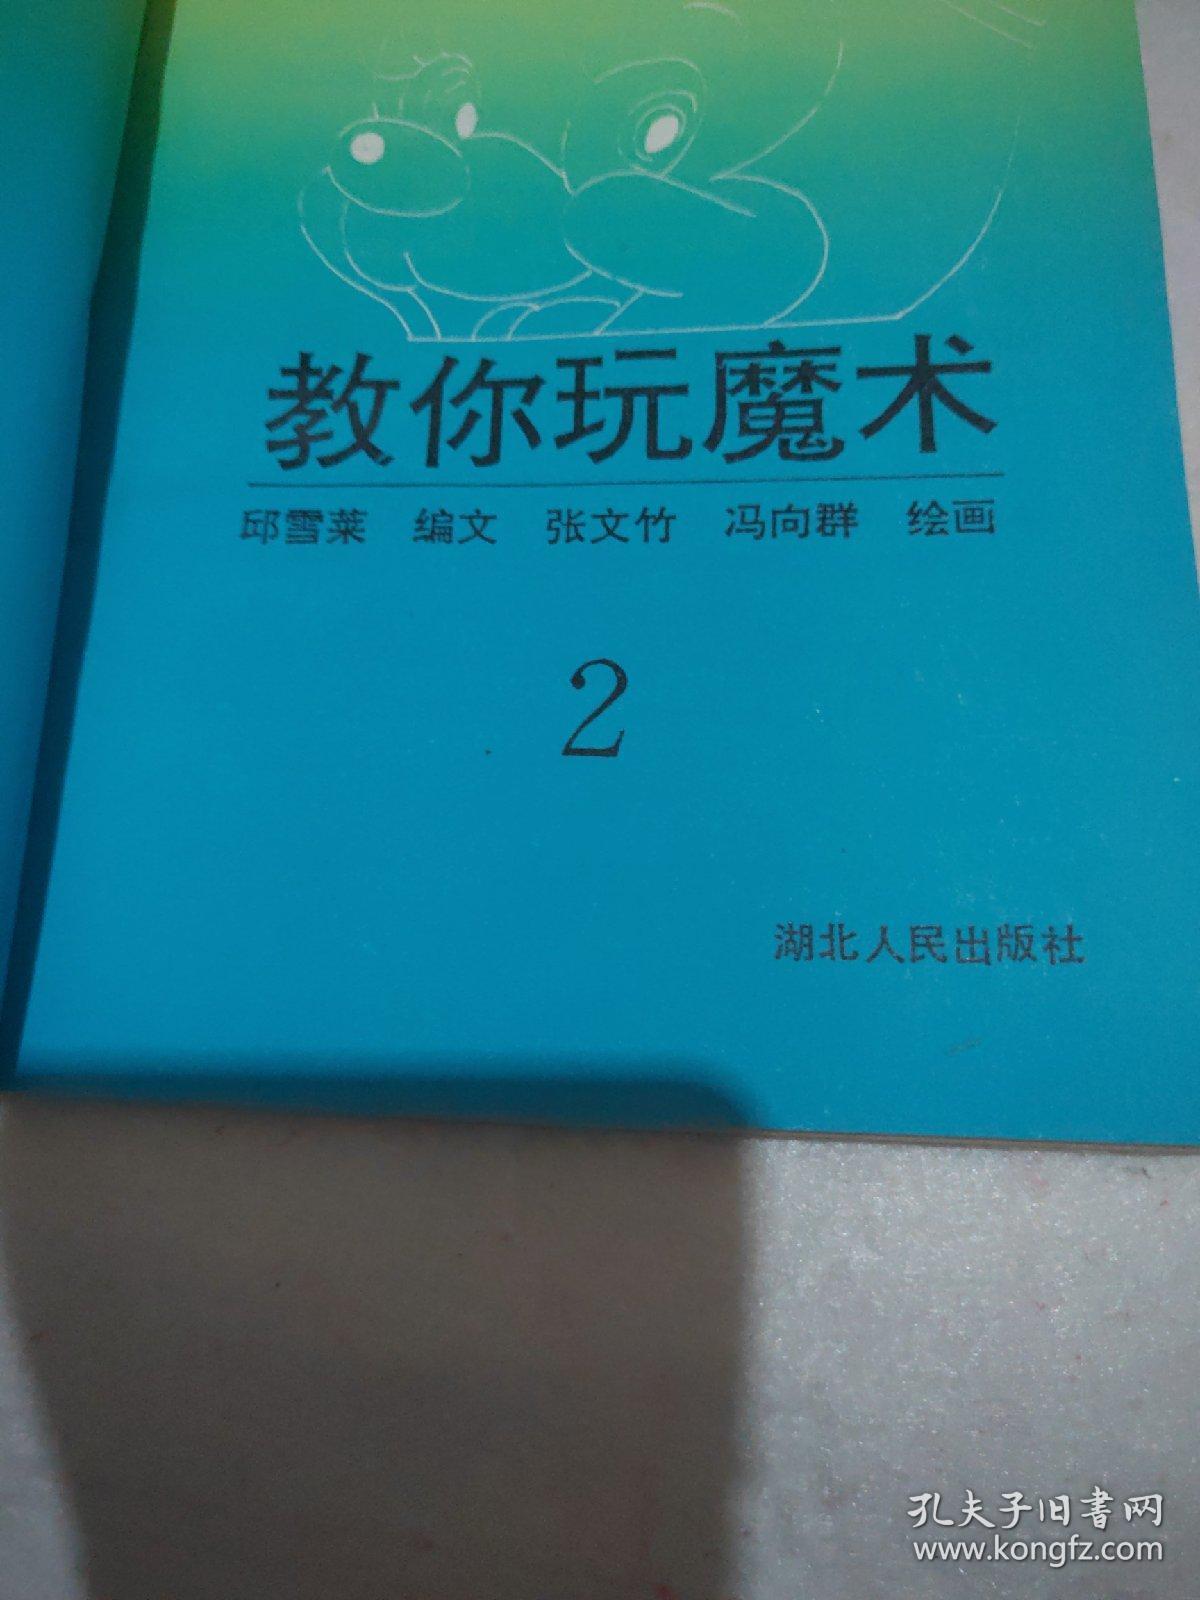 教你玩魔术
邱雪莱 编文 张文竹 冯向群 绘画
2
湖北人民出版社
孔夫子旧书网
www.kongfz.com